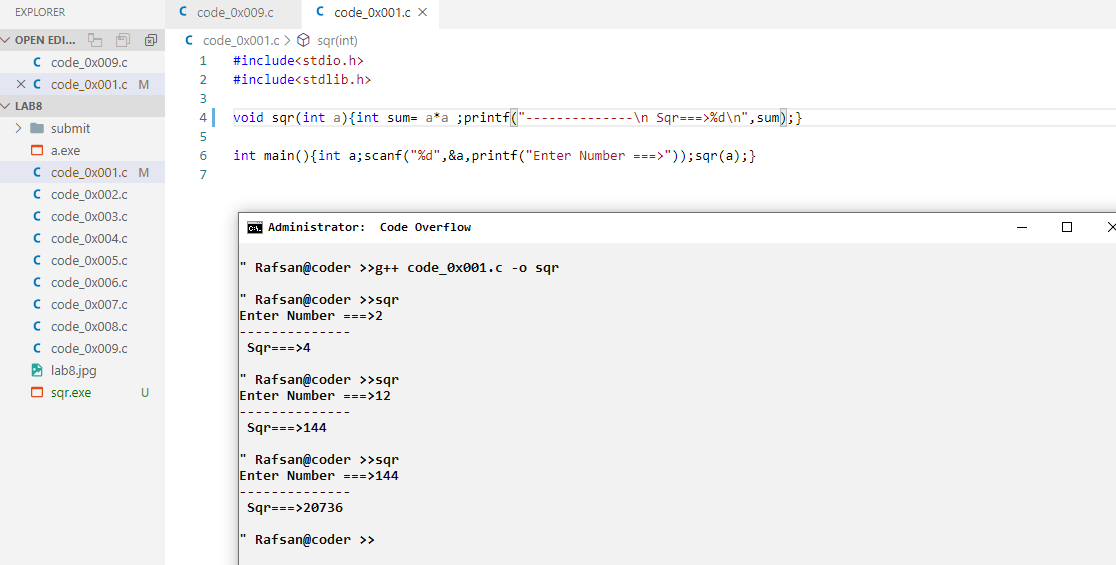 EXPLORER
OPEN EDI...
C code_0x009.c
C code_0x001.c M
LAB8
submit
a.exe
C code_0x001.c M
C code_0x002.c
C code_0x003.c
C code_0x004.c
C code_0x005.c
C code_0x006.c
C code_0x007.c
C code_0x008.c
C code_0x009.c
lab8.jpg
sqr.exe U
C code_0x009.c
C code_0x001.c
C code_0x001.c > sqr(int)
1 #include<stdio.h>
2 #include<stdlib.h>
3
4 void sqr(int a){int sum= a*a ;printf("--------------\n Sqr===>%d\n",sum);}
5
6 int main(){int a;scanf("%d",&a,printf("Enter Number ===>"));sqr(a);}
7
C:\. Administrator: Code Overflow
" Rafsan@coder >>g++ code_0x001.c -o sqr
" Rafsan@coder >>sqr
Enter Number ===>2
--------------
Sqr===>4
" Rafsan@coder >>sqr
Enter Number ===>12
--------------
Sqr===>144
" Rafsan@coder >>sqr
Enter Number ===>144
--------------
Sqr===>20736
" Rafsan@coder >>